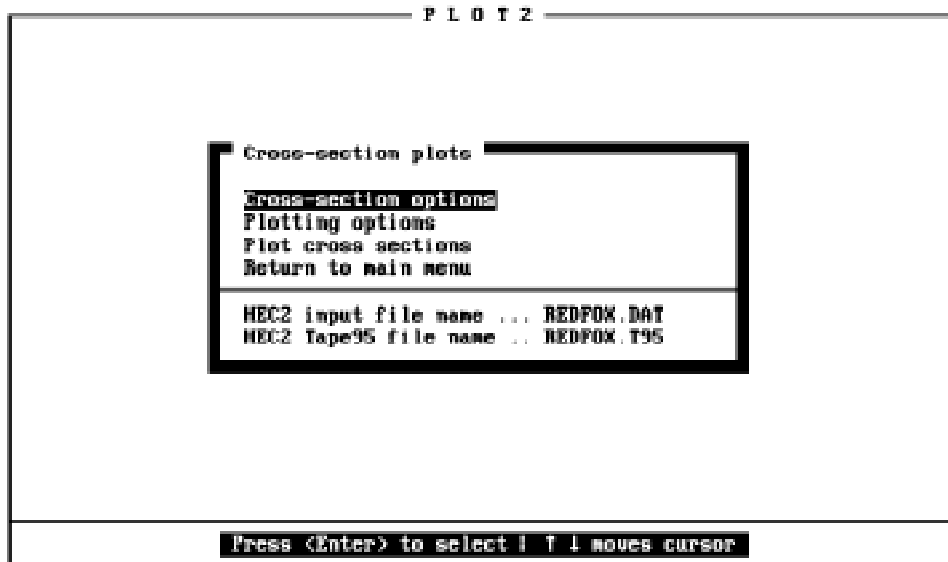 P L O T 2
Cross-section plots
Cross-section options
Plotting options
Plot cross sections
Return to main menu
HEC2 input file name ... REDFOX.DAT
HEC2 Tape95 file name .. REDFOX.T95
Press <Enter> to select | ↑ ↓ moves cursor